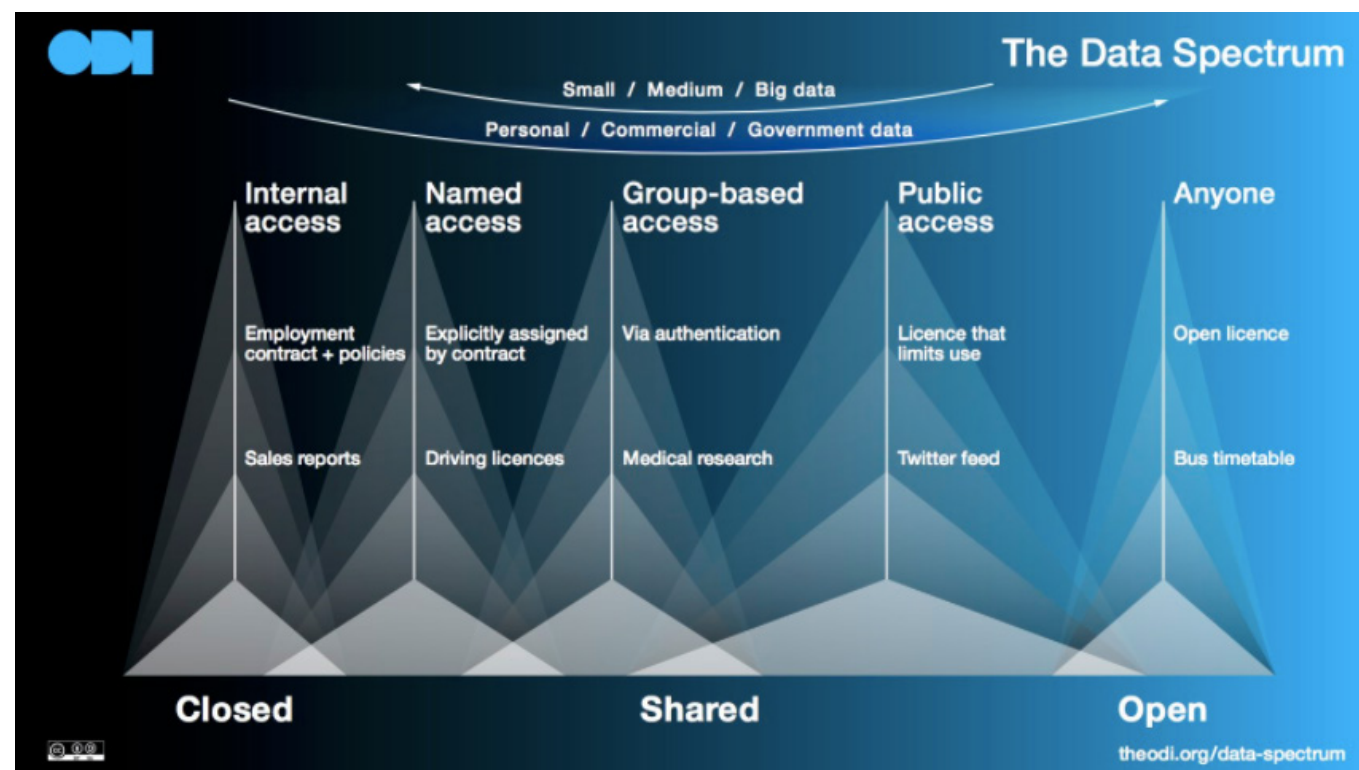 ODI
The Data Spectrum
Small / Medium / Big data
Personal / Commercial / Government data
Internal
access
Named
access
Group-based
access
Public
access
Anyone
Employment
contract + policies
Explicitly assigned
by contract
Via authentication
Licence that
limits use
Open licence
Sales reports
Driving licences
Medical research
Twitter feed
Bus timetable
Closed
Shared
Open
cc
theodi.org/data-spectrum